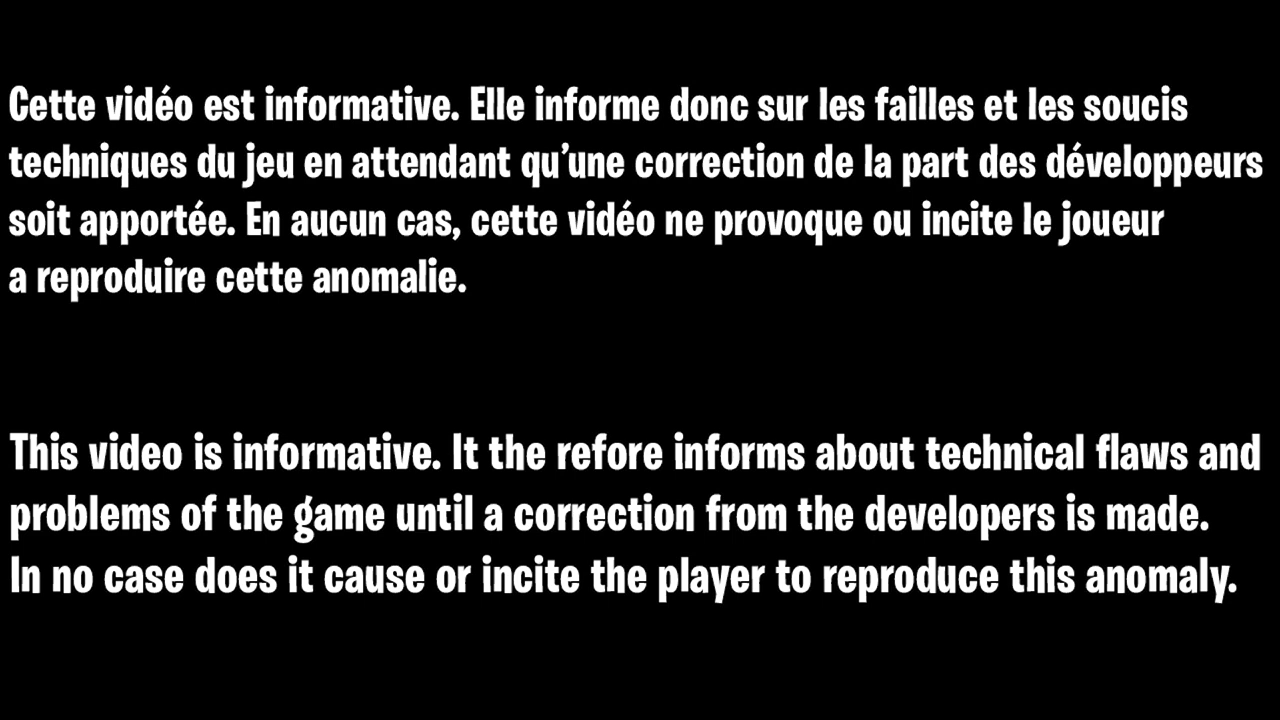 Cette vidéo est informative. Elle informe donc sur les failles et les soucis
techniques du jeu en attendant qu'une correction de la part des développeurs
soit apportée. En aucun cas, cette vidéo ne provoque ou incite le joueur
a reproduire cette anomalie.
This video is informative. It the refore informs about technical flaws and
problems of the game until a correction from the developers is made.
In no case does it cause or incite the player to reproduce this anomaly.